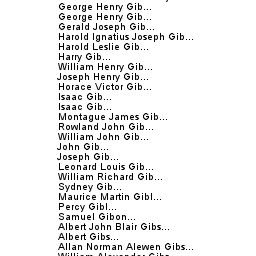 George Henry Gib...
George Henry Gib...
Gerald Joseph Gib...
Harold Ignatius Joseph Gib...
Harold Leslie Gib...
Harry Gib...
William Henry Gib...
Joseph Henry Gib...
Horace Victor Gib...
Isaac Gib...
Isaac Gib...
Montague James Gib...
Rowland John Gib...
William John Gib...
John Gib...
Joseph Gib...
Leonard Louis Gib...
William Richard Gib...
Sydney Gib...
Maurice Martin Gibl...
Percy Gibl...
Samuel Gibon...
Albert John Blair Gibs...
Albert Gibs...
Allan Norman Alewen Gibs...
William Alexander Gibs...